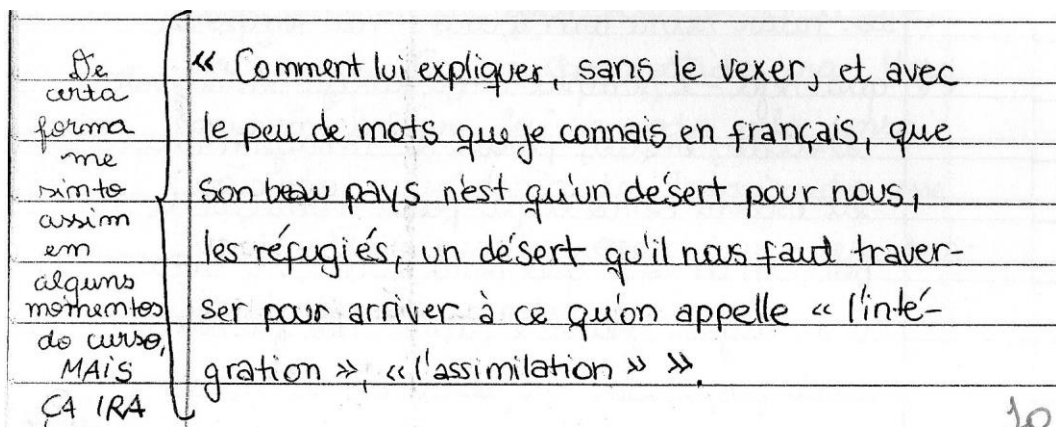 De
certa
forma
me
sinto
assim
em
alguns
momentos
do curso,
MAIS
ÇA IRA
« Comment lui expliquer, sans le vexer, et avec
le peu de mots que je connais en français, que
son beau pays n'est qu'un désert pour nous,
les réfugiés, un désert qu'il nous faut traver-
ser pour arriver à ce qu'on appelle « l'inté-
gration », « l'assimilation » ».
10